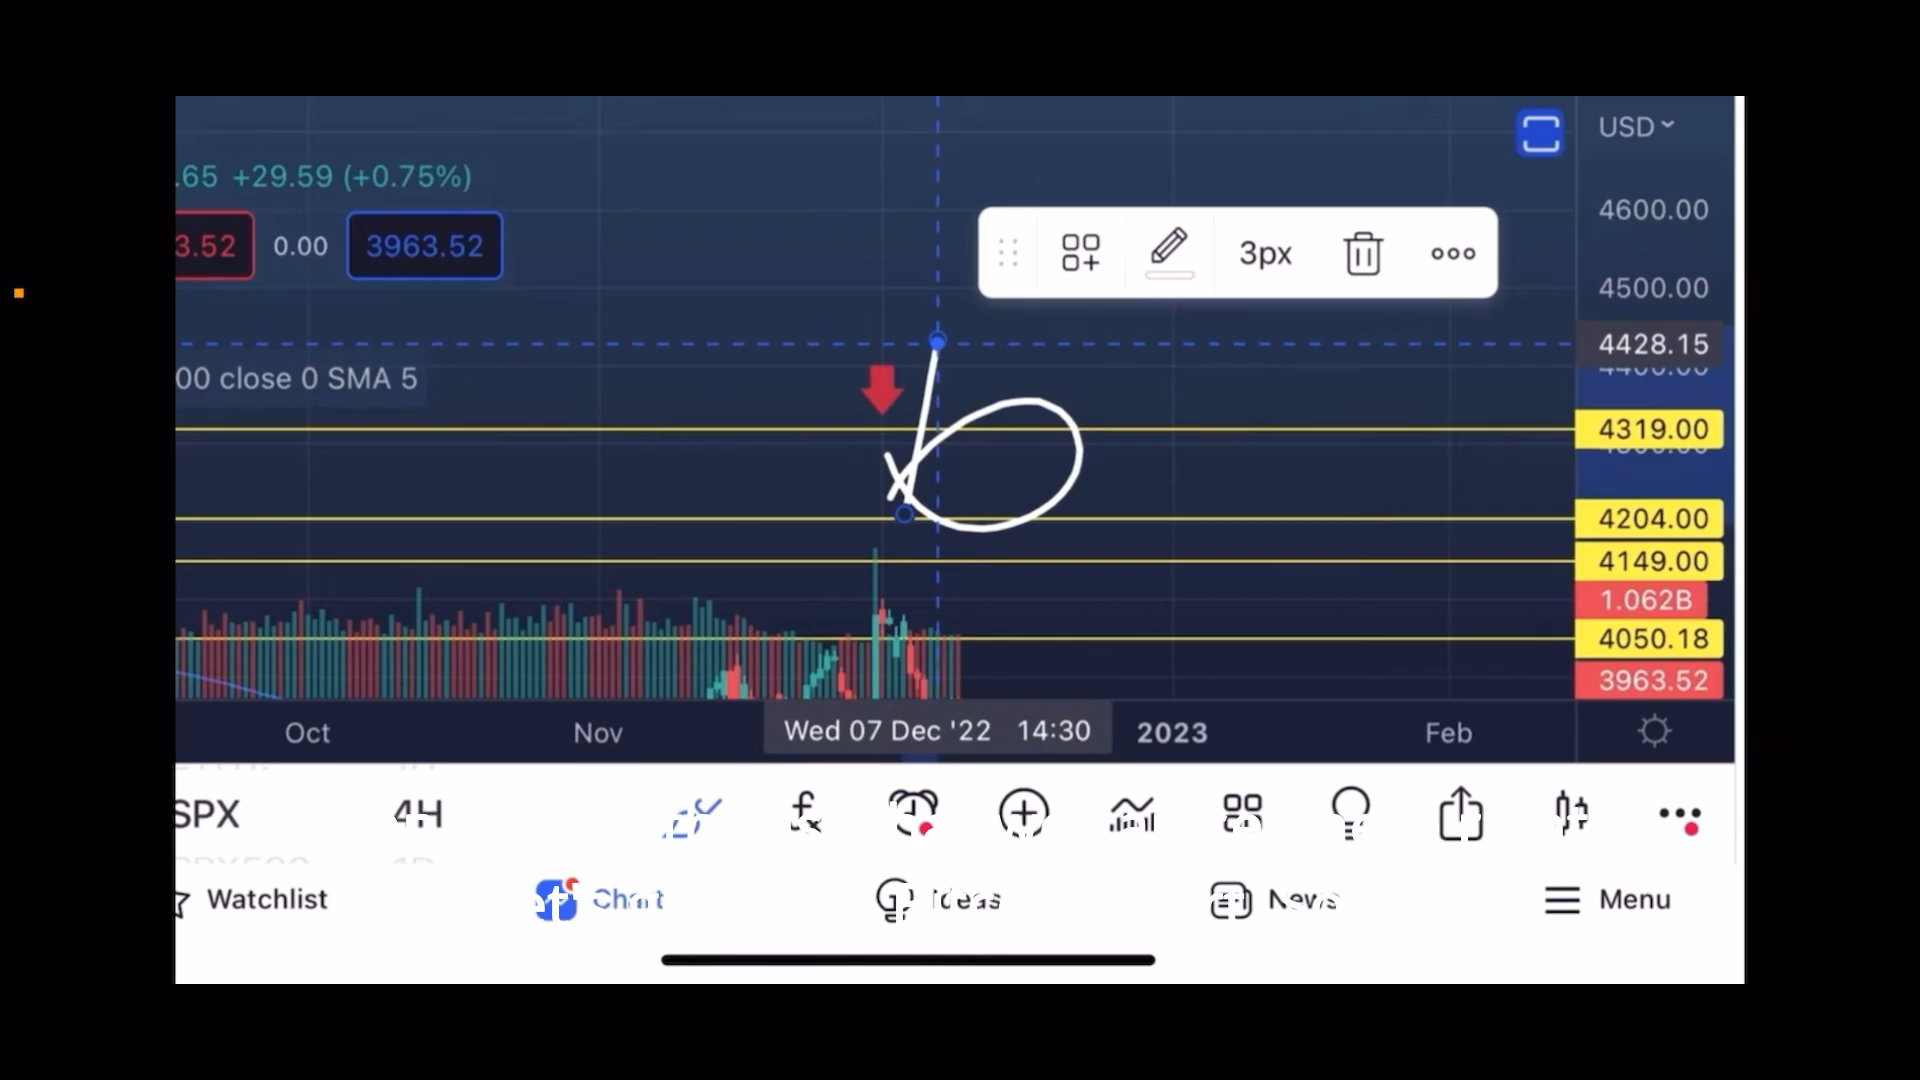 USD
.65 +29.59 (+0.75%)
4600.00
3.52 0.00 3963.52
3px
4500.00
4428.15
00 close 0 SMA 5
4319.00
4204.00
4149.00
1.062B
4050.18
3963.52
Oct Nov Wed 07 Dec '22 14:30 2023 Feb
SPX 4H
Watchlist Chart Ideas News Menu